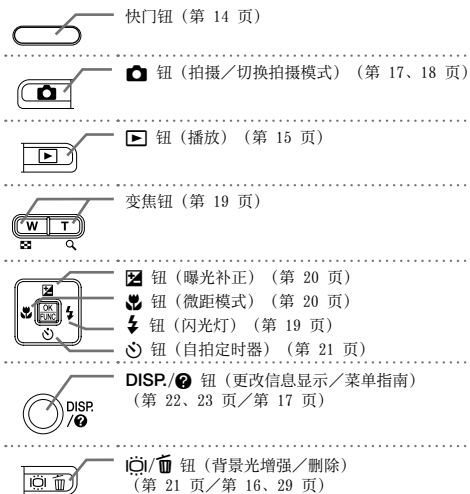 快门钮（第 14 页）
钮（拍摄／切换拍摄模式）（第 17、18 页）
钮（播放）（第 15 页）
变焦钮（第 19 页）
W T
钮（曝光补正）（第 20 页）
钮（微距模式）（第 20 页）
OK
FUNC
钮（闪光灯）（第 19 页）
钮（自拍定时器）（第 21 页）
DISP./? 钮（更改信息显示／菜单指南）
（第 22、23 页／第 17 页）
DISP.
/?
/ 钮（背景光增强／删除）
（第 21 页／第 16、29 页）